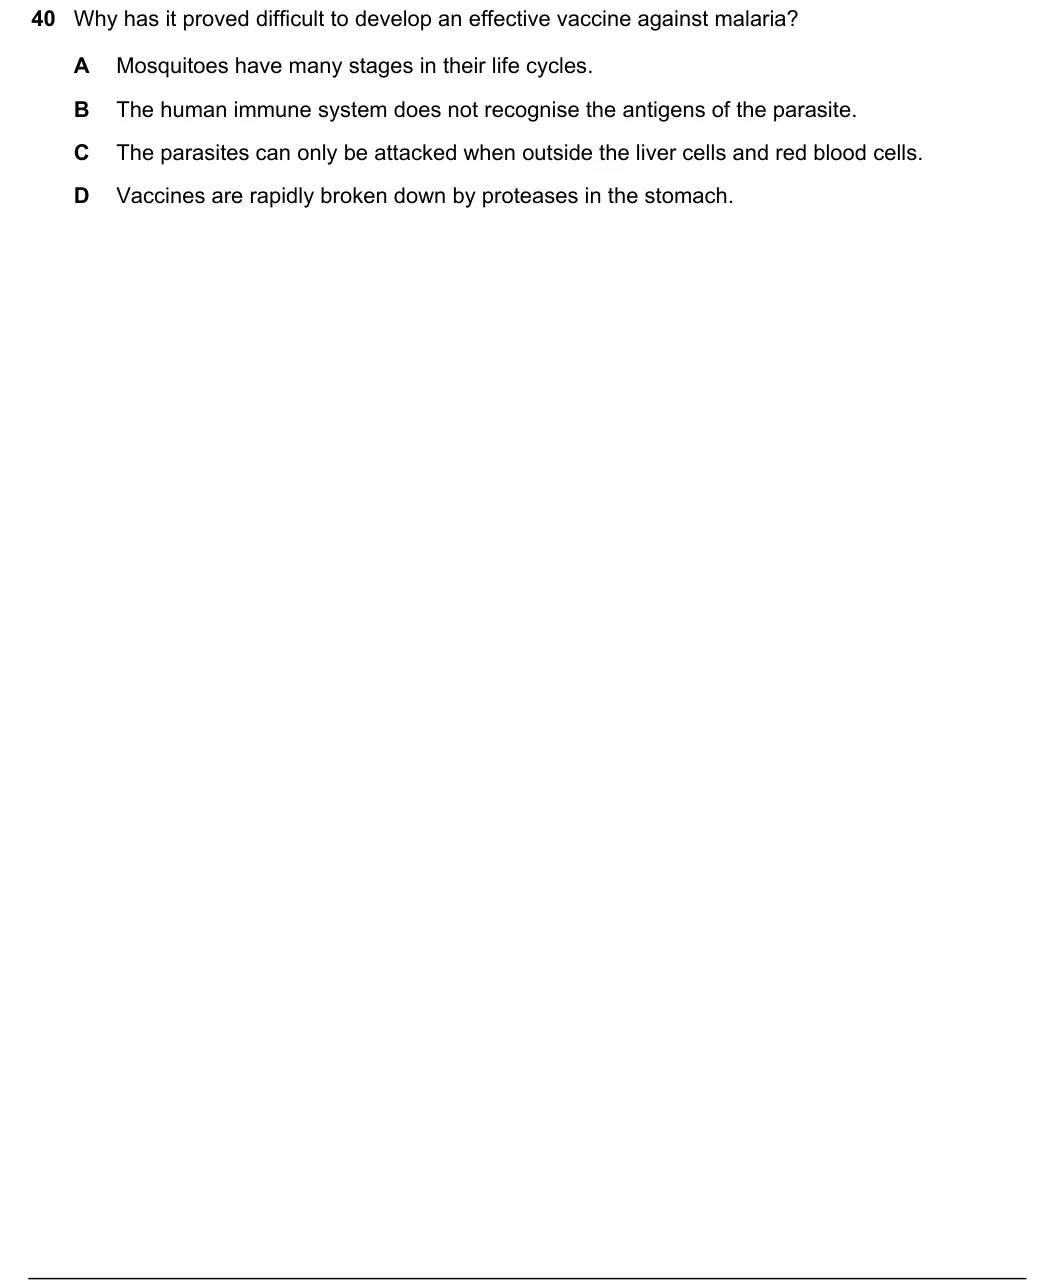 40 Why has it proved difficult to develop an effective vaccine against malaria?
A Mosquitoes have many stages in their life cycles.
B The human immune system does not recognise the antigens of the parasite.
C The parasites can only be attacked when outside the liver cells and red blood cells.
D Vaccines are rapidly broken down by proteases in the stomach.